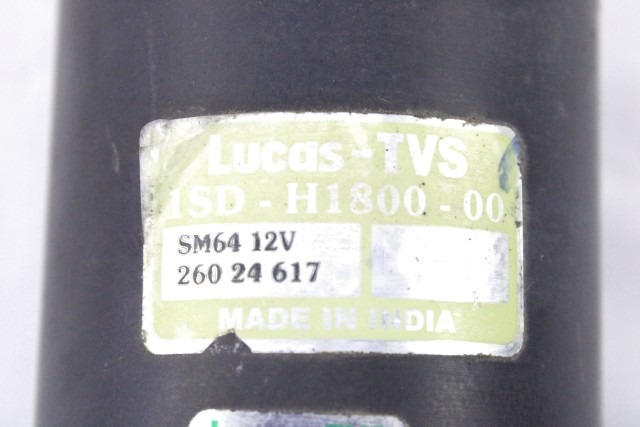 Lucas-TVS
1SD - H1800 - 00
SM64 12V
260 24 617
MADE IN INDIA